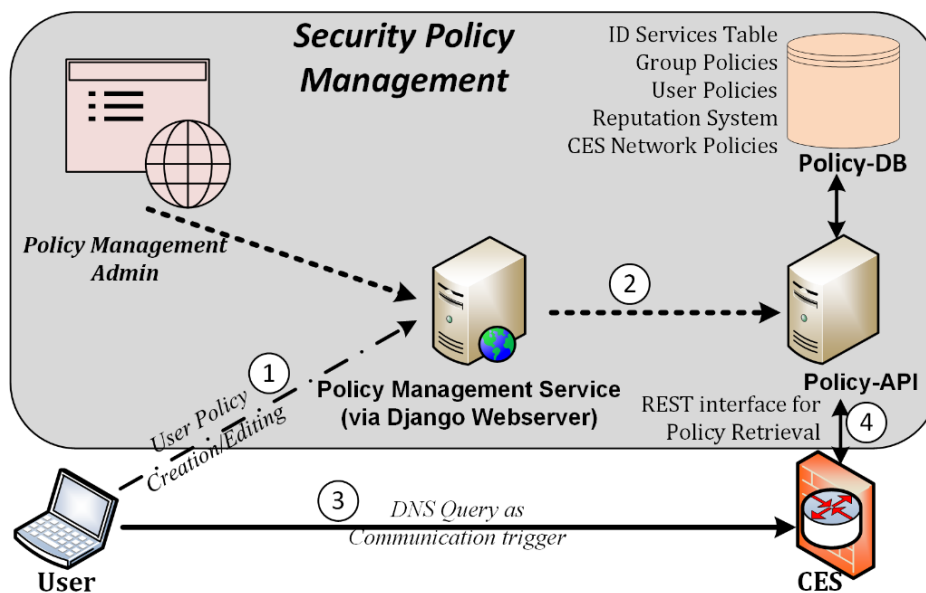 Security Policy
Management
ID Services Table
Group Policies
User Policies
Reputation System
CES Network Policies
Policy-DB
Policy Management
Admin
2
1
User Policy
Creation/Editing
Policy Management Service
(via Django Webserver)
Policy-API
REST interface for
Policy Retrieval
4
3
DNS Query as
Communication trigger
User
CES